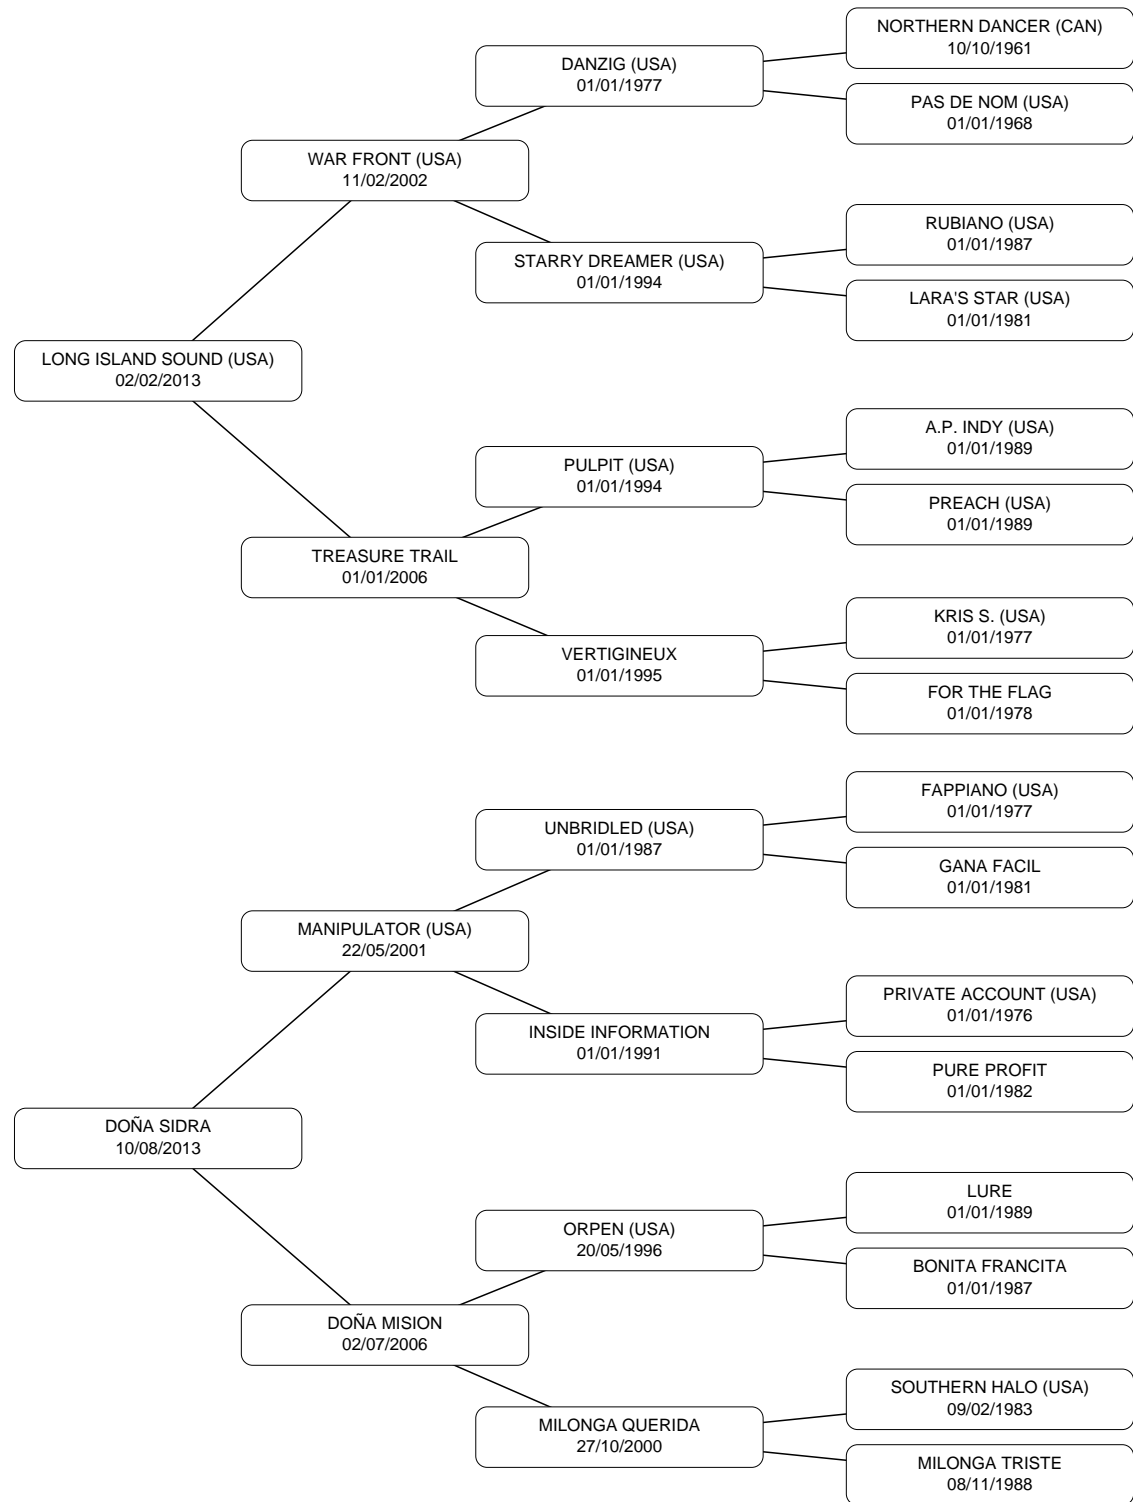 NORTHERN DANCER (CAN)
10/10/1961
DANZIG (USA)
01/01/1977
PAS DE NOM (USA)
01/01/1968
WAR FRONT (USA)
11/02/2002
RUBIANO (USA)
01/01/1987
STARRY DREAMER (USA)
01/01/1994
LARA'S STAR (USA)
01/01/1981
LONG ISLAND SOUND (USA)
02/02/2013
A.P. INDY (USA)
01/01/1989
PULPIT (USA)
01/01/1994
PREACH (USA)
01/01/1989
TREASURE TRAIL
01/01/2006
KRIS S. (USA)
01/01/1977
VERTIGINEUX
01/01/1995
FOR THE FLAG
01/01/1978
FAPPIANO (USA)
01/01/1977
UNBRIDLED (USA)
01/01/1987
GANA FACIL
01/01/1981
MANIPULATOR (USA)
22/05/2001
PRIVATE ACCOUNT (USA)
01/01/1976
INSIDE INFORMATION
01/01/1991
PURE PROFIT
01/01/1982
DOÑA SIDRA
10/08/2013
LURE
01/01/1989
ORPEN (USA)
20/05/1996
BONITA FRANCITA
01/01/1987
DOÑA MISION
02/07/2006
SOUTHERN HALO (USA)
09/02/1983
MILONGA QUERIDA
27/10/2000
MILONGA TRISTE
08/11/1988